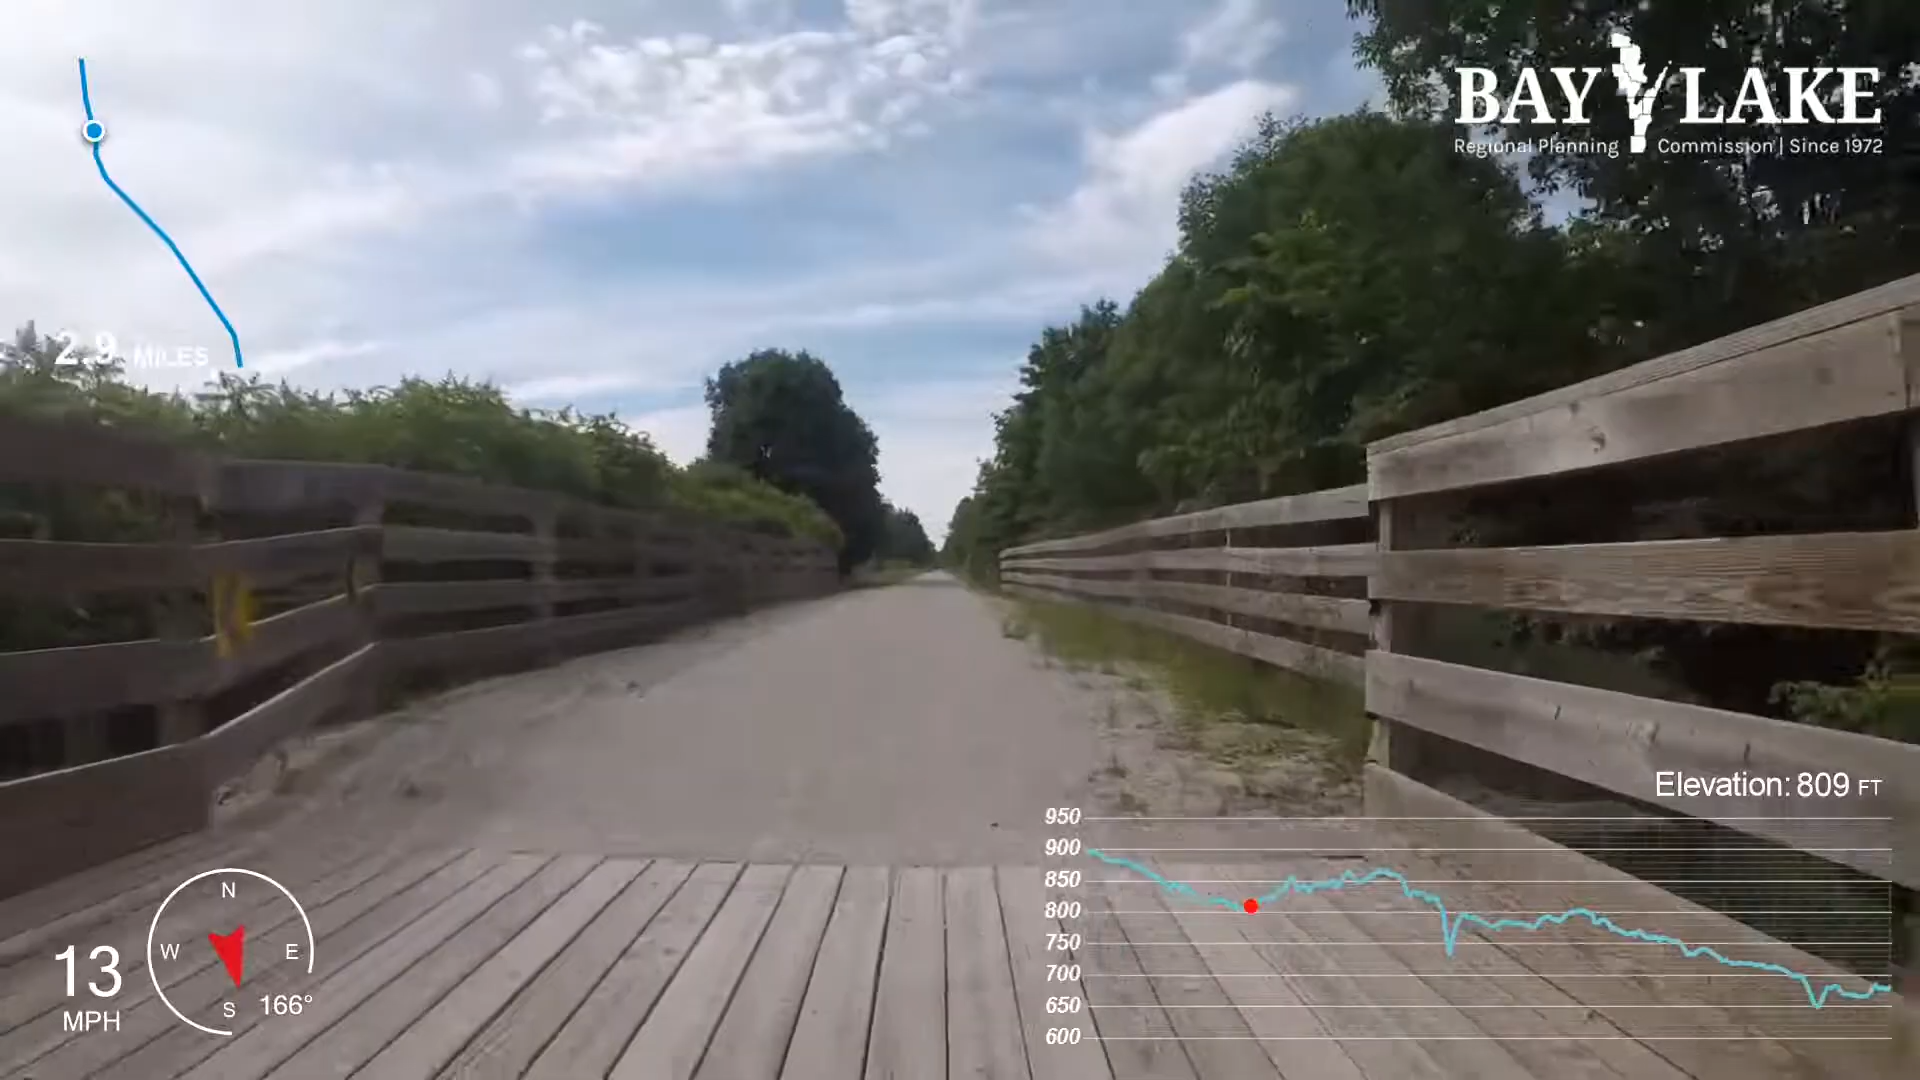 BAY LAKE
Regional Planning Commission | Since 1972
2.9 MILES
Elevation: 809 FT
950
900
850
800
750
700
650
600
N
W E
S
166°
13
MPH